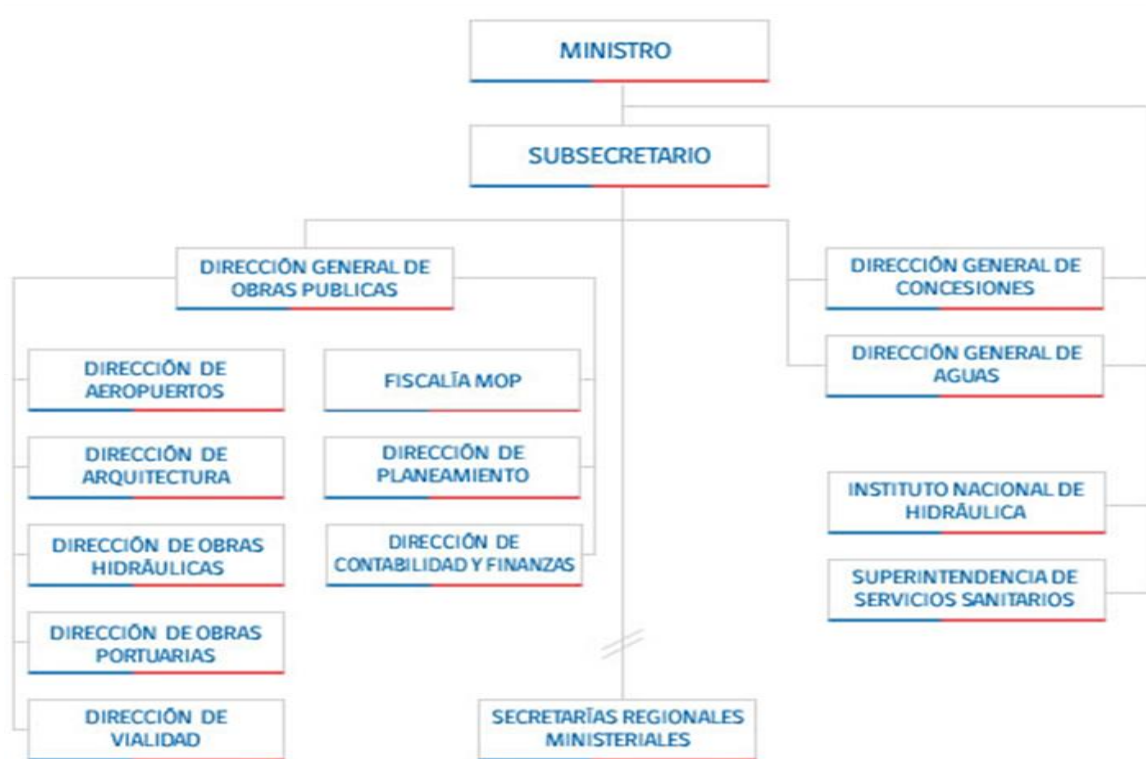 MINISTRO
SUBSECRETARIO
DIRECCIÓN GENERAL DE
OBRAS PUBLICAS
DIRECCIÓN GENERAL DE
CONCESIONES
DIRECCIÓN GENERAL DE
AGUAS
DIRECCIÓN DE
AEROPUERTOS
FISCALÍA MOP
DIRECCIÓN DE
ARQUITECTURA
DIRECCIÓN DE
PLANEAMIENTO
INSTITUTO NACIONAL DE
HIDRÁULICA
DIRECCIÓN DE OBRAS
HIDRÁULICAS
DIRECCIÓN DE
CONTABILIDAD Y FINANZAS
SUPERINTENDENCIA DE
SERVICIOS SANITARIOS
DIRECCIÓN DE OBRAS
PORTUARIAS
DIRECCIÓN DE
VIALIDAD
SECRETARÍAS REGIONALES
MINISTERIALES